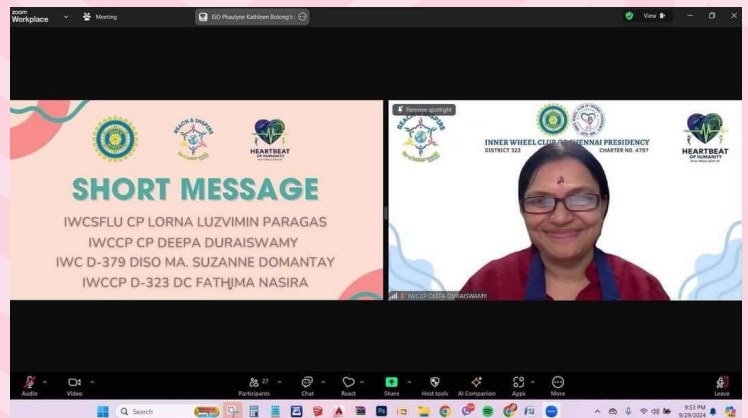 zoom
Workplace
Meeting
ISO Phaulyne Kathleen Bolong's
View
SHORT MESSAGE
IWCSFLU CP LORNA LUZVIMIN PARAGAS
IWCCP CP DEEPA DURAISWAMY
IWC D-379 DISO MA. SUZANNE DOMANTAY
IWCCP D-323 DC FATHIMA NASIRA
REACH & INSPIRE
HEARTBEAT
OF HUMANITY
Remove spotlight
INNER WHEEL CLUB OF CHENNAI PRESIDENCY
DISTRICT 323 CHARTER NO. 4797
HEARTBEAT
OF HUMANITY
IWCCP DEEPA DURAISWAMY
Audio
Video
Participants
27
Chat
React
Share
Host tools
AI Companion
Apps
More
Leave
Search
9:53 PM
9/29/2024